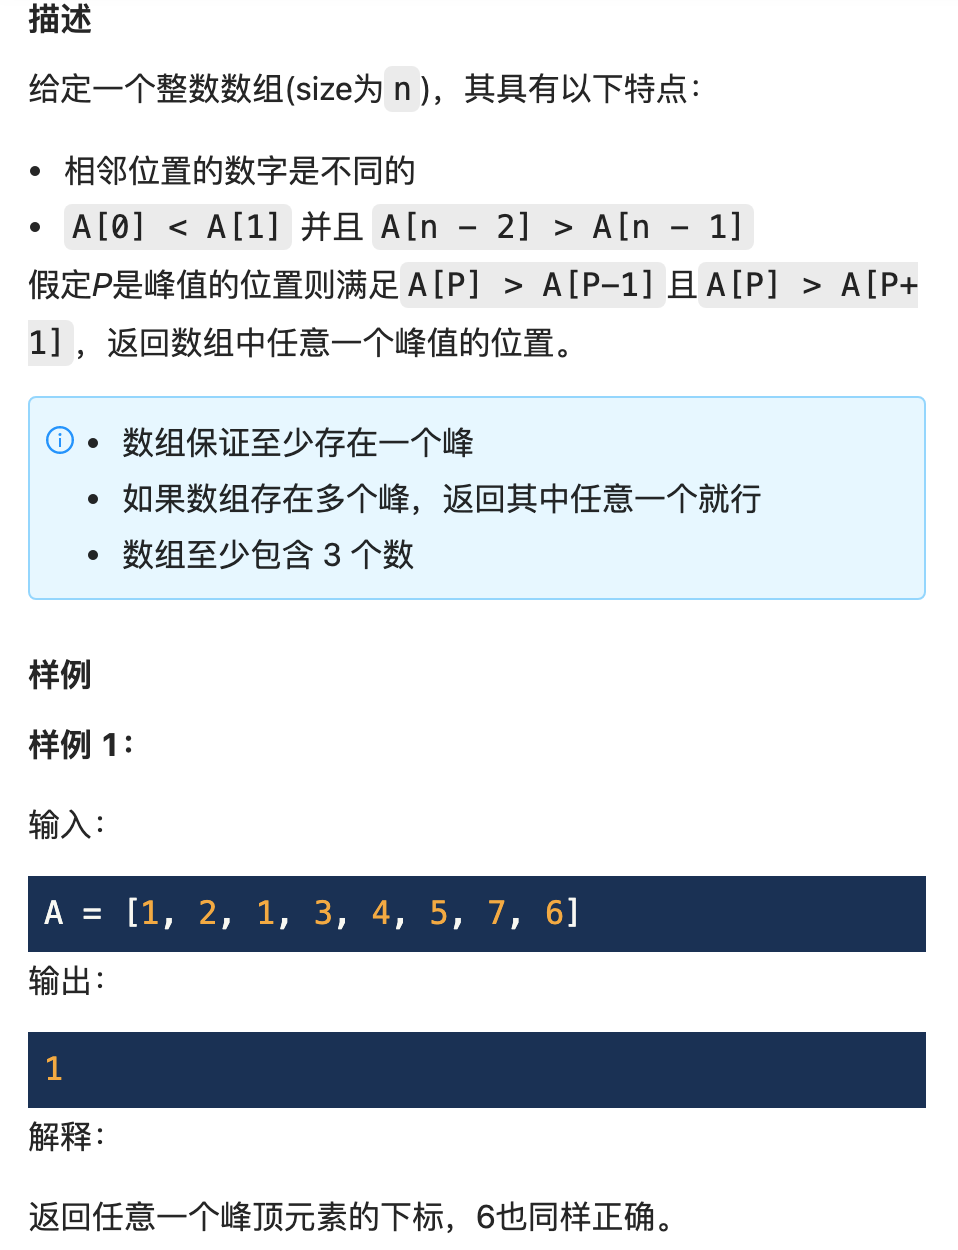 描述
给定一个整数数组(size为n)，其具有以下特点：
• 相邻位置的数字是不同的
• A[0] < A[1] 并且 A[n - 2] > A[n - 1]
假定P是峰值的位置则满足A[P] > A[P-1]且A[P] > A[P+
1]，返回数组中任意一个峰值的位置。
• 数组保证至少存在一个峰
• 如果数组存在多个峰，返回其中任意一个就行
• 数组至少包含 3 个数
样例
样例 1：
输入：
A = [1, 2, 1, 3, 4, 5, 7, 6]
输出：
1
解释：
返回任意一个峰顶元素的下标，6也同样正确。